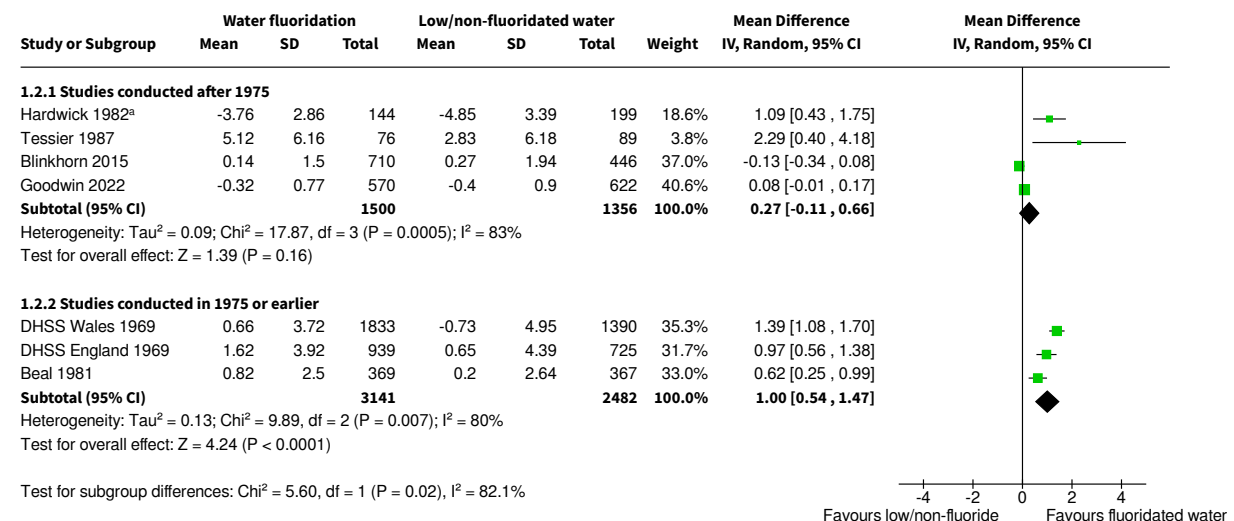 Water fluoridation Low/non-fluoridated water Mean Difference Mean Difference
Study or Subgroup Mean SD Total Mean SD Total Weight IV, Random, 95% CI IV, Random, 95% CI
1.2.1 Studies conducted after 1975
Hardwick 1982ᵃ -3.76 2.86 144 -4.85 3.39 199 18.6% 1.09 [0.43 , 1.75]
Tessier 1987 5.12 6.16 76 2.83 6.18 89 3.8% 2.29 [0.40 , 4.18]
Blinkhorn 2015 0.14 1.5 710 0.27 1.94 446 37.0% -0.13 [-0.34 , 0.08]
Goodwin 2022 -0.32 0.77 570 -0.4 0.9 622 40.6% 0.08 [-0.01 , 0.17]
Subtotal (95% CI) 1500 1356 100.0% 0.27 [-0.11 , 0.66]
Heterogeneity: Tau² = 0.09; Chi² = 17.87, df = 3 (P = 0.0005); I² = 83%
Test for overall effect: Z = 1.39 (P = 0.16)
1.2.2 Studies conducted in 1975 or earlier
DHSS Wales 1969 0.66 3.72 1833 -0.73 4.95 1390 35.3% 1.39 [1.08 , 1.70]
DHSS England 1969 1.62 3.92 939 0.65 4.39 725 31.7% 0.97 [0.56 , 1.38]
Beal 1981 0.82 2.5 369 0.2 2.64 367 33.0% 0.62 [0.25 , 0.99]
Subtotal (95% CI) 3141 2482 100.0% 1.00 [0.54 , 1.47]
Heterogeneity: Tau² = 0.13; Chi² = 9.89, df = 2 (P = 0.007); I² = 80%
Test for overall effect: Z = 4.24 (P < 0.0001)
Test for subgroup differences: Chi² = 5.60, df = 1 (P = 0.02), I² = 82.1%
-4 -2 0 2 4
Favours low/non-fluoride Favours fluoridated water